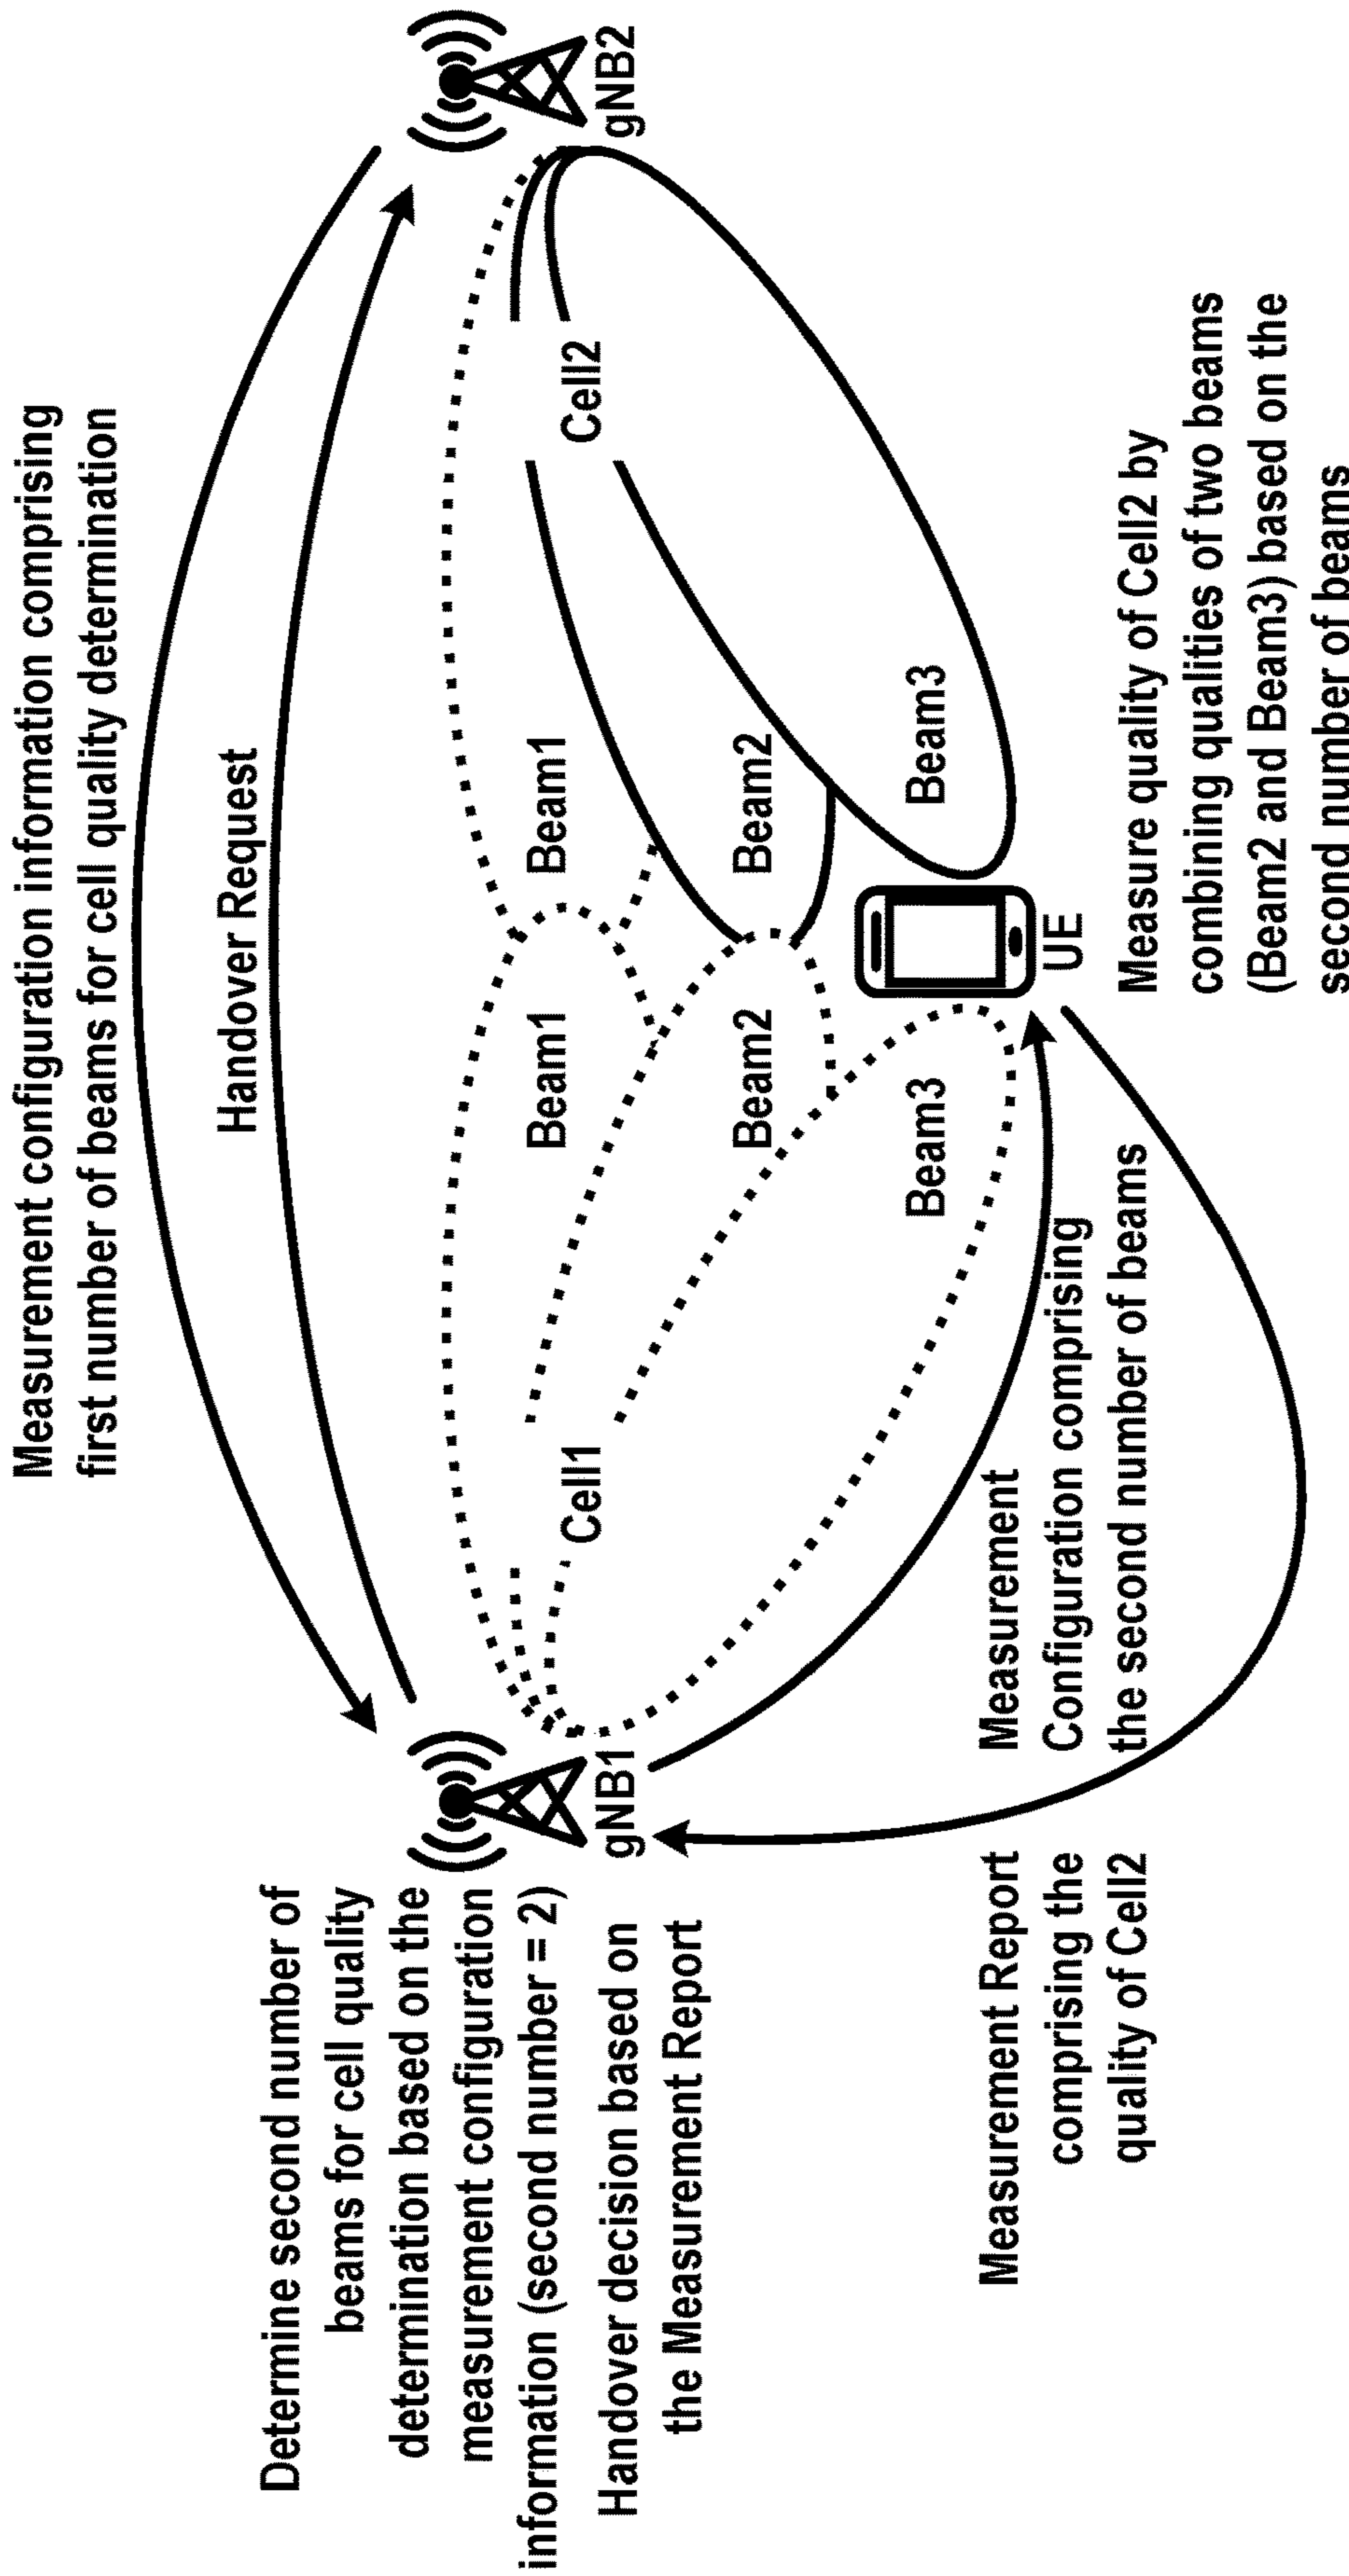 Measurement configuration information comprising
first number of beams for cell quality determination
Handover Request
Determine second number of
beams for cell quality
determination based on the
measurement configuration
information (second number = 2)
Handover decision based on
the Measurement Report
gNB1
gNB2
Cell1
Cell2
Beam1
Beam1
Beam2
Beam2
Beam3
Beam3
UE
Measurement
Configuration comprising
the second number of beams
Measurement Report
comprising the
quality of Cell2
Measure quality of Cell2 by
combining qualities of two beams
(Beam2 and Beam3) based on the
second number of beams